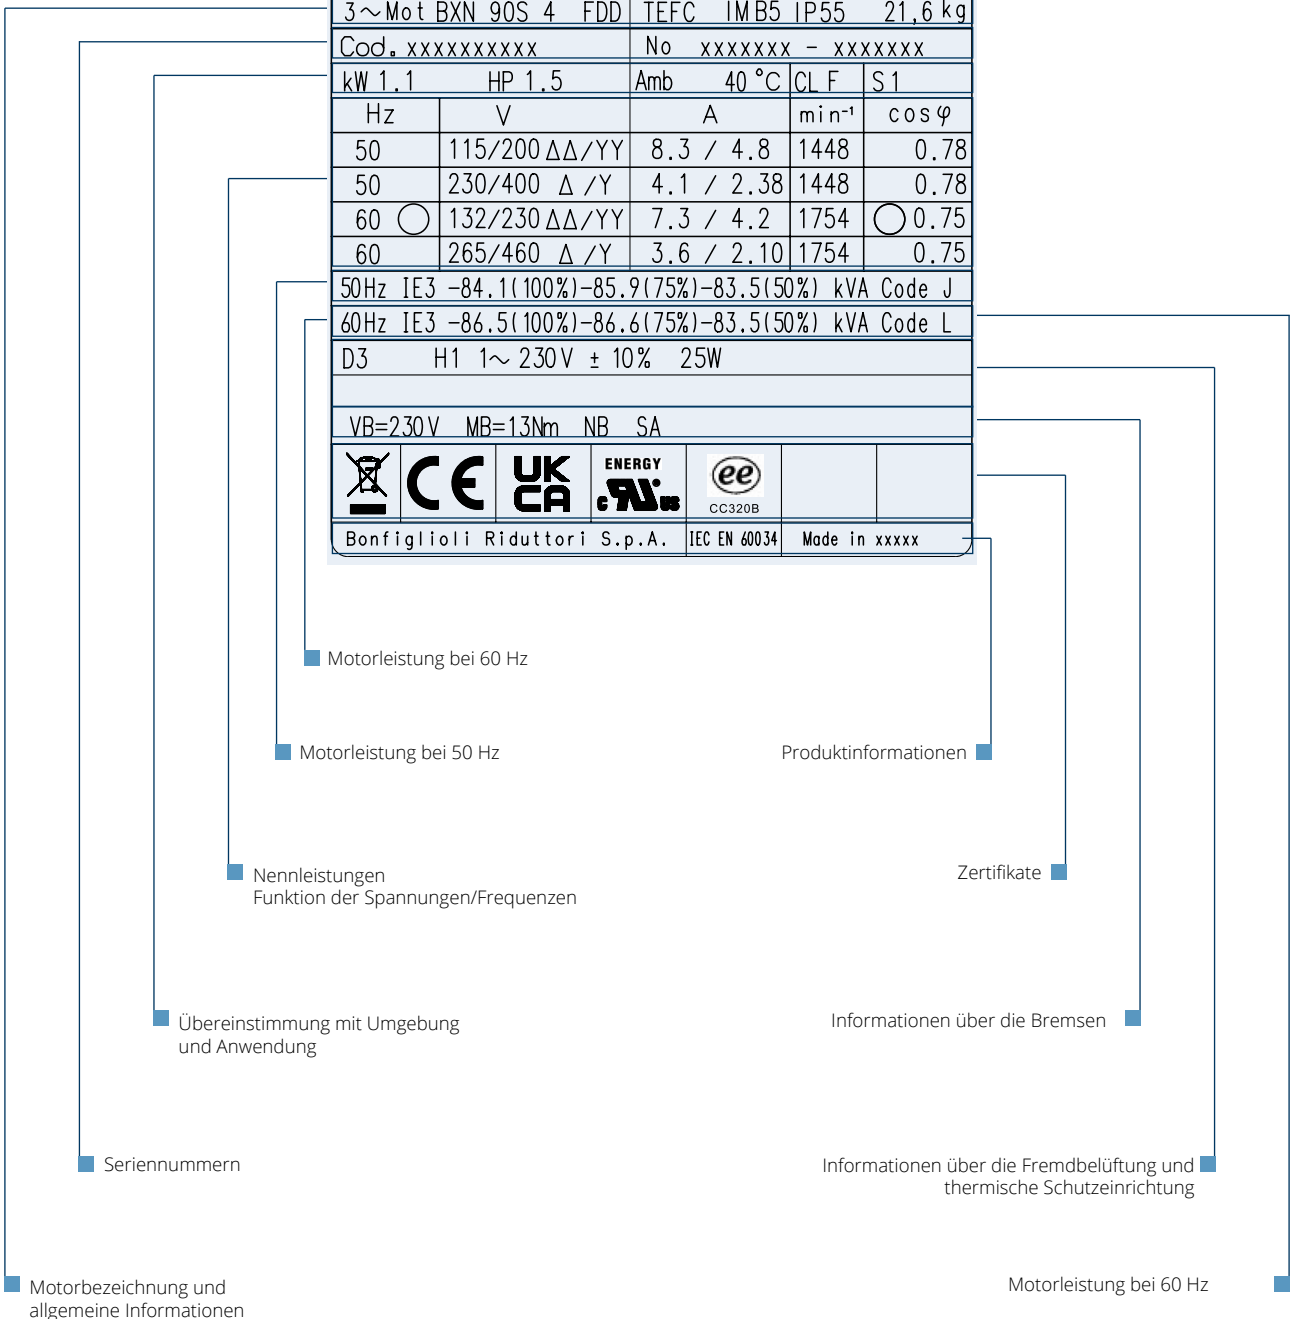 3~Mot BXN 90S 4 FDD TEFC IM B5 IP55 21,6 kg
Cod. xxxxxxxxxx No xxxxxxx - xxxxxxx
kW 1.1 HP 1.5 Amb 40 °C CL F S1
Hz V A min⁻¹ cosφ
50 115/200 ΔΔ/YY 8.3 / 4.8 1448 0.78
50 230/400 Δ /Y 4.1 / 2.38 1448 0.78
60 132/230 ΔΔ/YY 7.3 / 4.2 1754 0.75
60 265/460 Δ /Y 3.6 / 2.10 1754 0.75
50Hz IE3 -84.1(100%)-85.9(75%)-83.5(50%) kVA Code J
60Hz IE3 -86.5(100%)-86.6(75%)-83.5(50%) kVA Code L
D3 H1 1~ 230V ± 10% 25W
VB=230V MB=13Nm NB SA
CE UK CA ENERGY c RU us ee CC320B
Bonfiglioli Riduttori S.p.A. IEC EN 60034 Made in xxxxx
Motorleistung bei 60 Hz
Motorleistung bei 50 Hz
Produktinformationen
Nennleistungen
Funktion der Spannungen/Frequenzen
Zertifikate
Übereinstimmung mit Umgebung
und Anwendung
Informationen über die Bremsen
Seriennummern
Informationen über die Fremdbelüftung und
thermische Schutzeinrichtung
Motorbezeichnung und
allgemeine Informationen
Motorleistung bei 60 Hz